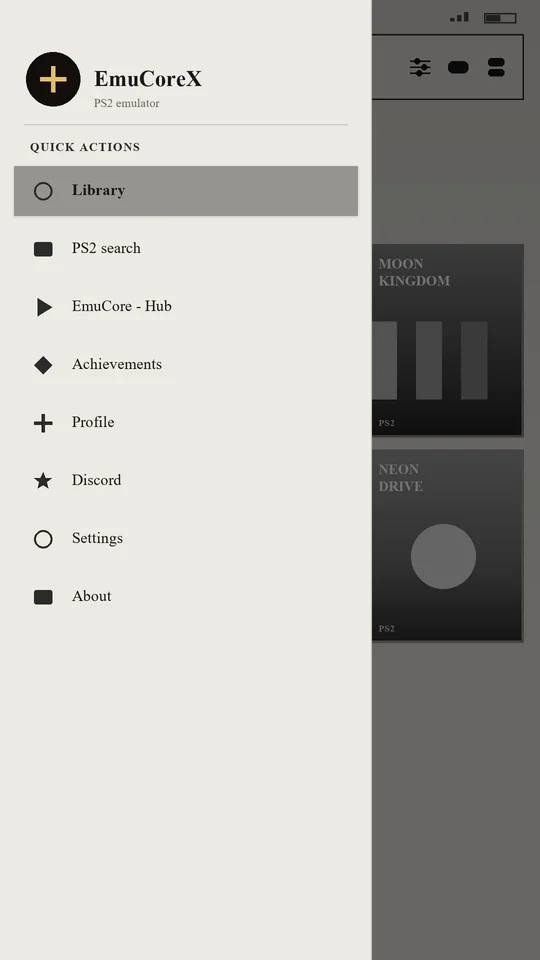 EmuCoreX
PS2 emulator
QUICK ACTIONS
Library
PS2 search
EmuCore - Hub
Achievements
Profile
Discord
Settings
About
MOON
KINGDOM
PS2
NEON
DRIVE
PS2